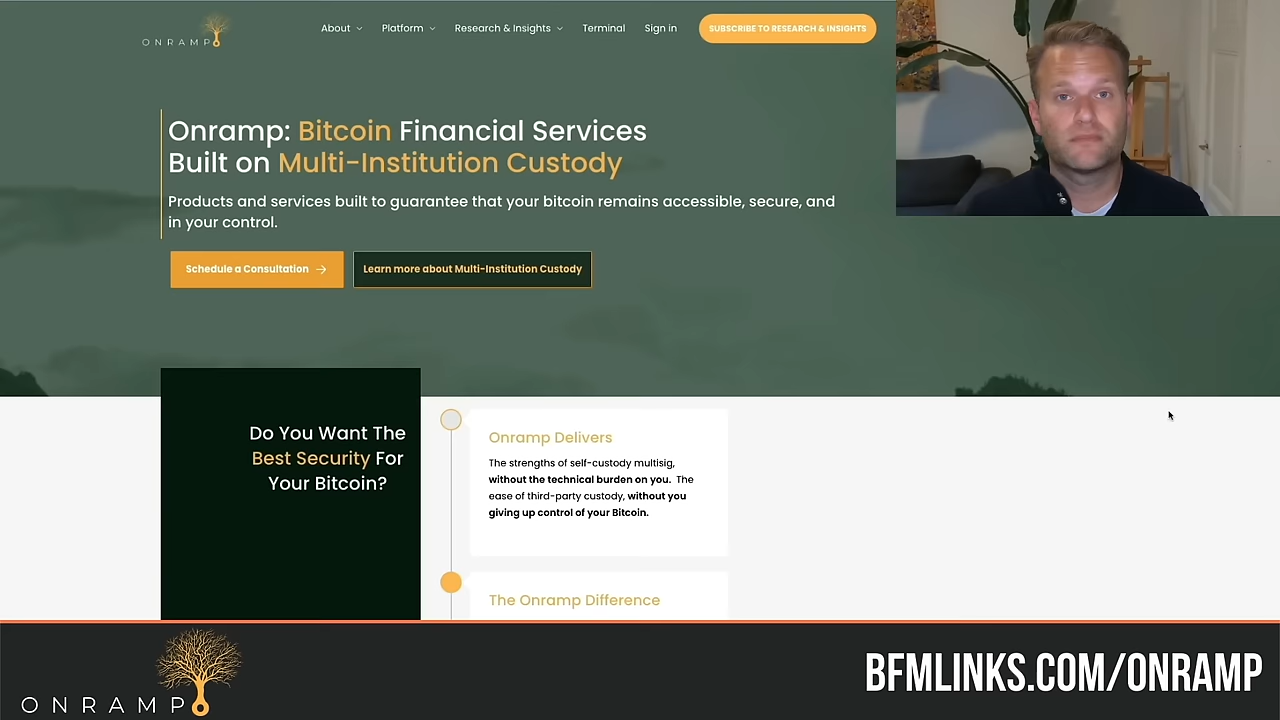 ONRAMP
About
Platform
Research & Insights
Terminal
Sign in
SUBSCRIBE TO RESEARCH & INSIGHTS
Onramp: Bitcoin Financial Services
Built on Multi-Institution Custody
Products and services built to guarantee that your bitcoin remains accessible, secure, and
in your control.
Schedule a Consultation →
Learn more about Multi-Institution Custody
Do You Want The
Best Security For
Your Bitcoin?
Onramp Delivers
The strengths of self-custody multisig,
without the technical burden on you. The
ease of third-party custody, without you
giving up control of your Bitcoin.
The Onramp Difference
ONRAMP
BFMLINKS.COM/ONRAMP